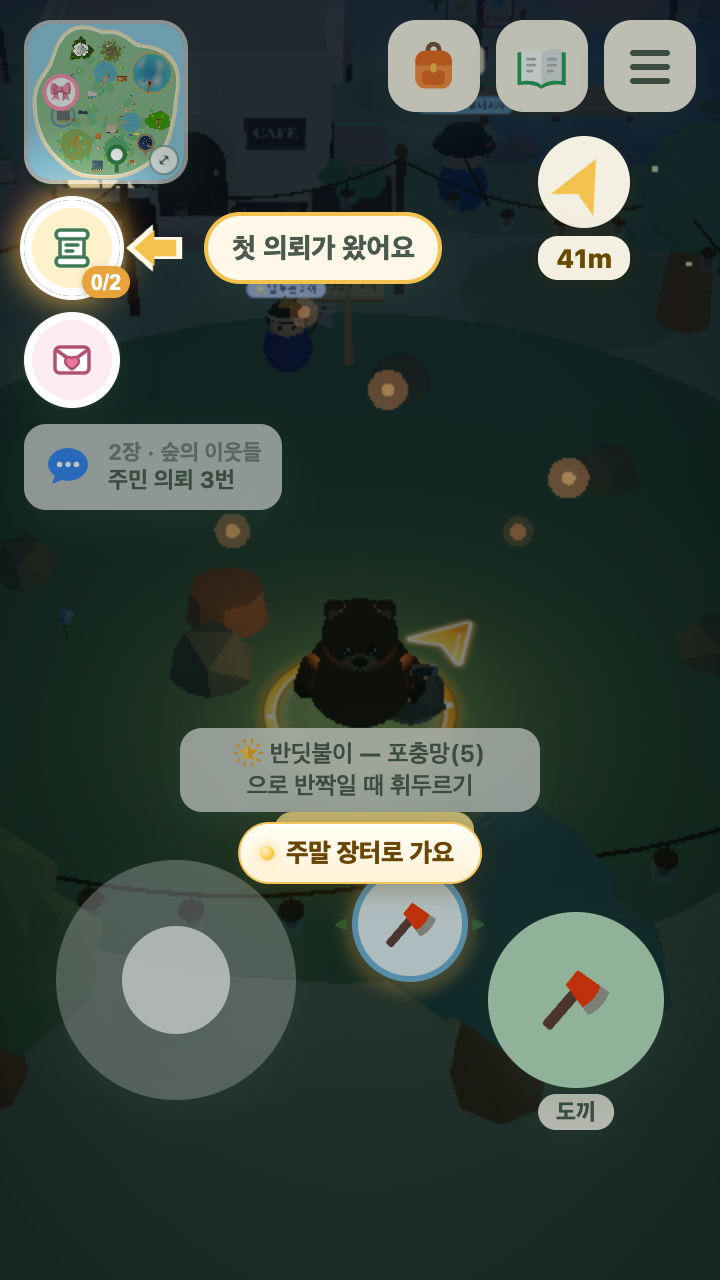 CAFE
첫 의뢰가 왔어요
0/2
41m
2장 · 숲의 이웃들
주민 의뢰 3번
반딧불이 — 포충망(5)
으로 반짝일 때 휘두르기
주말 장터로 가요
도끼